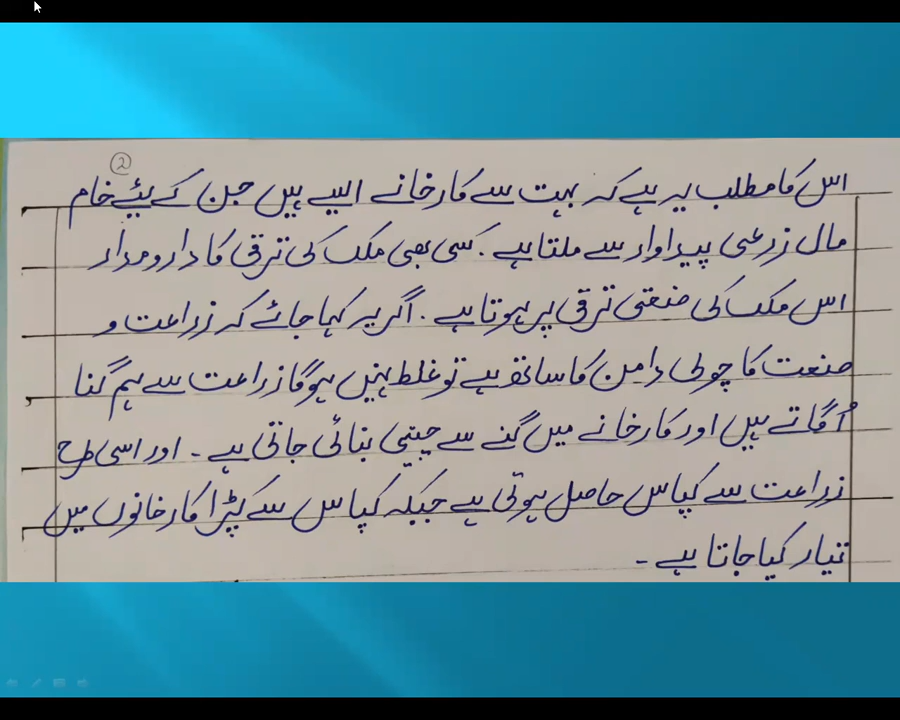 ②
اس کا مطلب یہ ہے کہ بہت سے کارخانے ایسے ہیں جن کے لیئے خام
مال زرعی پیداوار سے ملتا ہے۔ کسی بھی ملک کی ترقی کا دارومدار
اس ملک کی صنعتی ترقی پر ہوتا ہے۔ اگر یہ کہا جائے کہ زراعت و
صنعت کا چولی دامن کا ساتھ ہے تو غلط نہیں ہوگا زراعت سے ہم گنا
اُگاتے ہیں اور کارخانے میں گنے سے چینی بنائی جاتی ہے۔ اور اسی طرح
زراعت سے کپاس حاصل ہوتی ہے جبکہ کپاس سے کپڑا کارخانوں میں
تیار کیا جاتا ہے۔